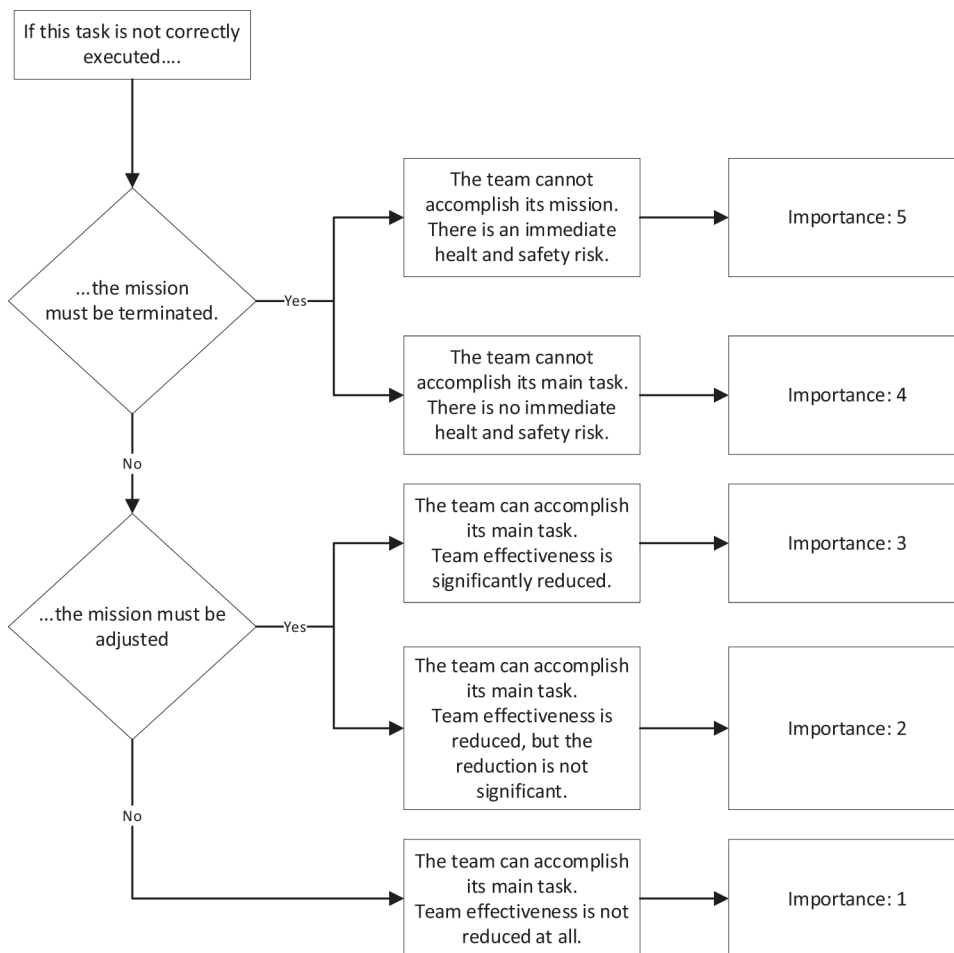 If this task is not correctly
executed....
The team cannot
accomplish its mission.
There is an immediate
healt and safety risk.
Importance: 5
...the mission
must be terminated.
Yes
The team cannot
accomplish its main task.
There is no immediate
healt and safety risk.
Importance: 4
No
The team can accomplish
its main task.
Team effectiveness is
significantly reduced.
Importance: 3
...the mission must be
adjusted
Yes
The team can accomplish
its main task.
Team effectiveness is
reduced, but the
reduction is not
significant.
Importance: 2
No
The team can accomplish
its main task.
Team effectiveness is not
reduced at all.
Importance: 1